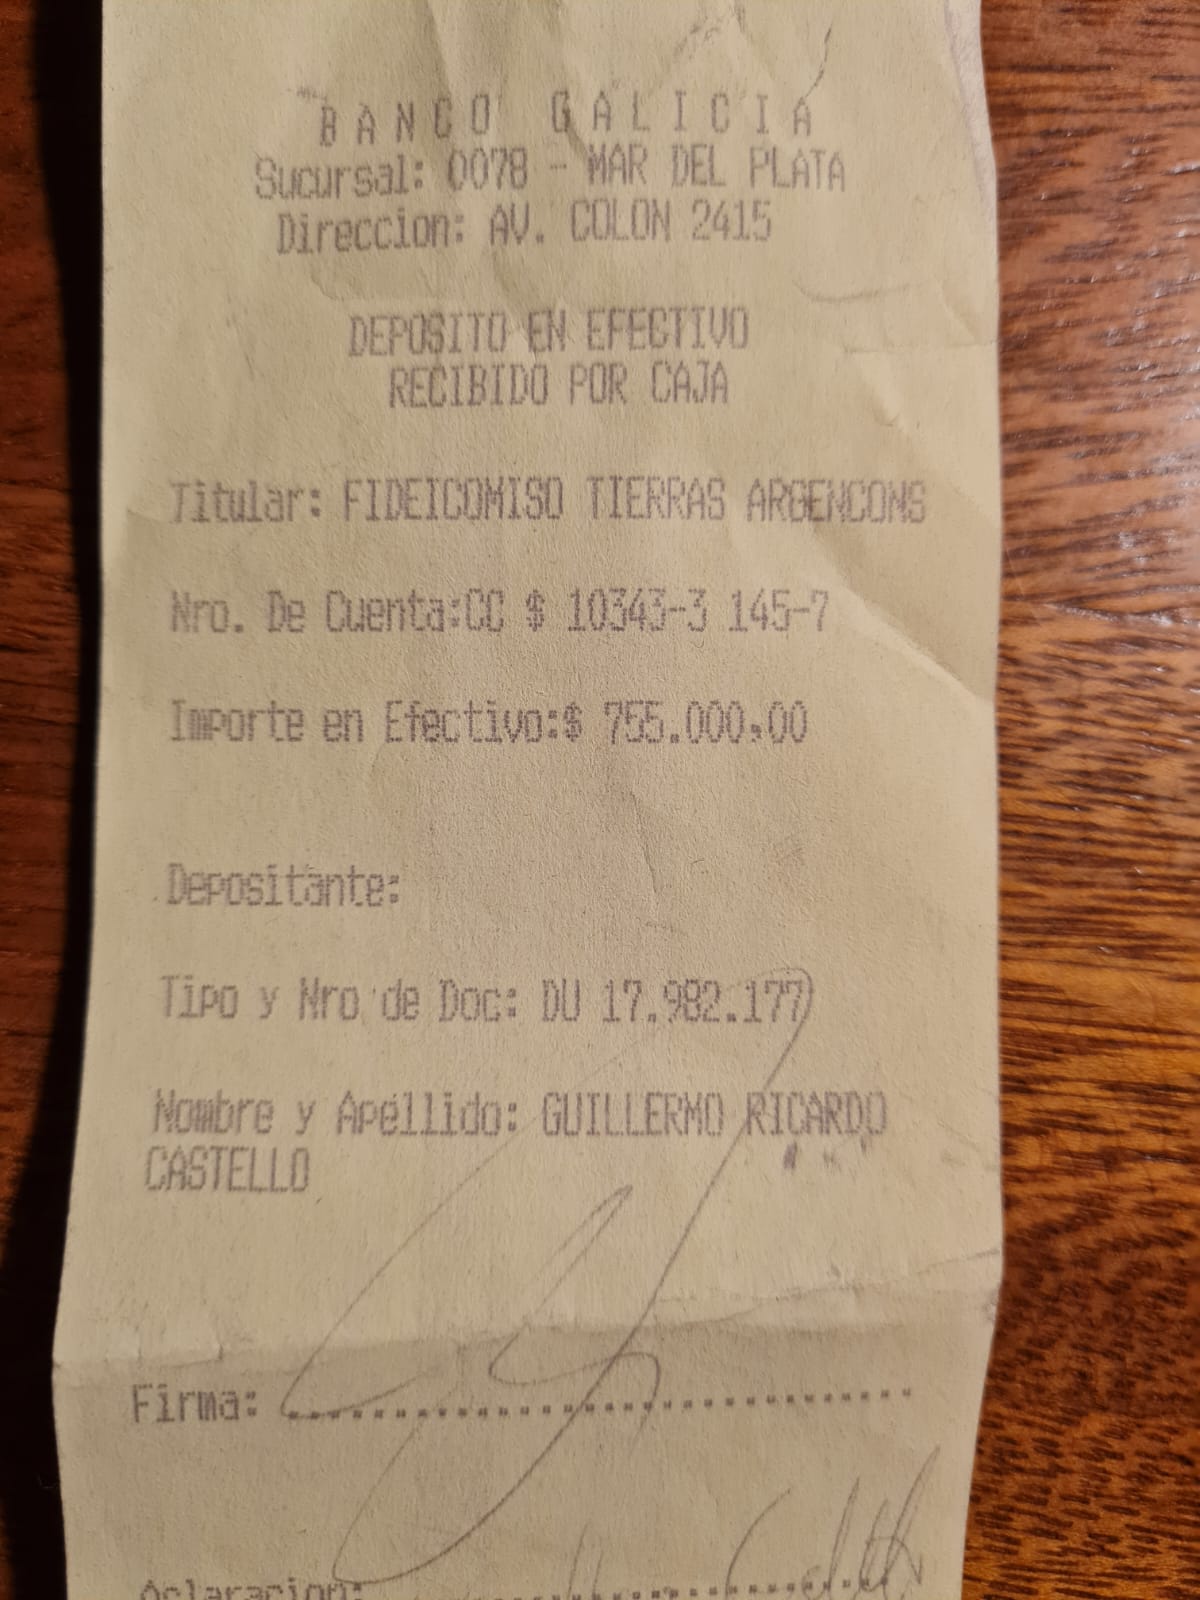 BANCO GALICIA
Sucursal: 0078 - MAR DEL PLATA
Direccion: AV. COLON 2415
DEPOSITO EN EFECTIVO
RECIBIDO POR CAJA
Titular: FIDEICOMISO TIERRAS ARGENCONS
Nro. De Cuenta:CC $ 10343-3 145-7
Importe en Efectivo:$ 755.000,00
Depositante:
Tipo y Nro de Doc: DU 17.982.177
Nombre y Apellido: GUILLERMO RICARDO
CASTELLO
Firma:
Aclaracion: